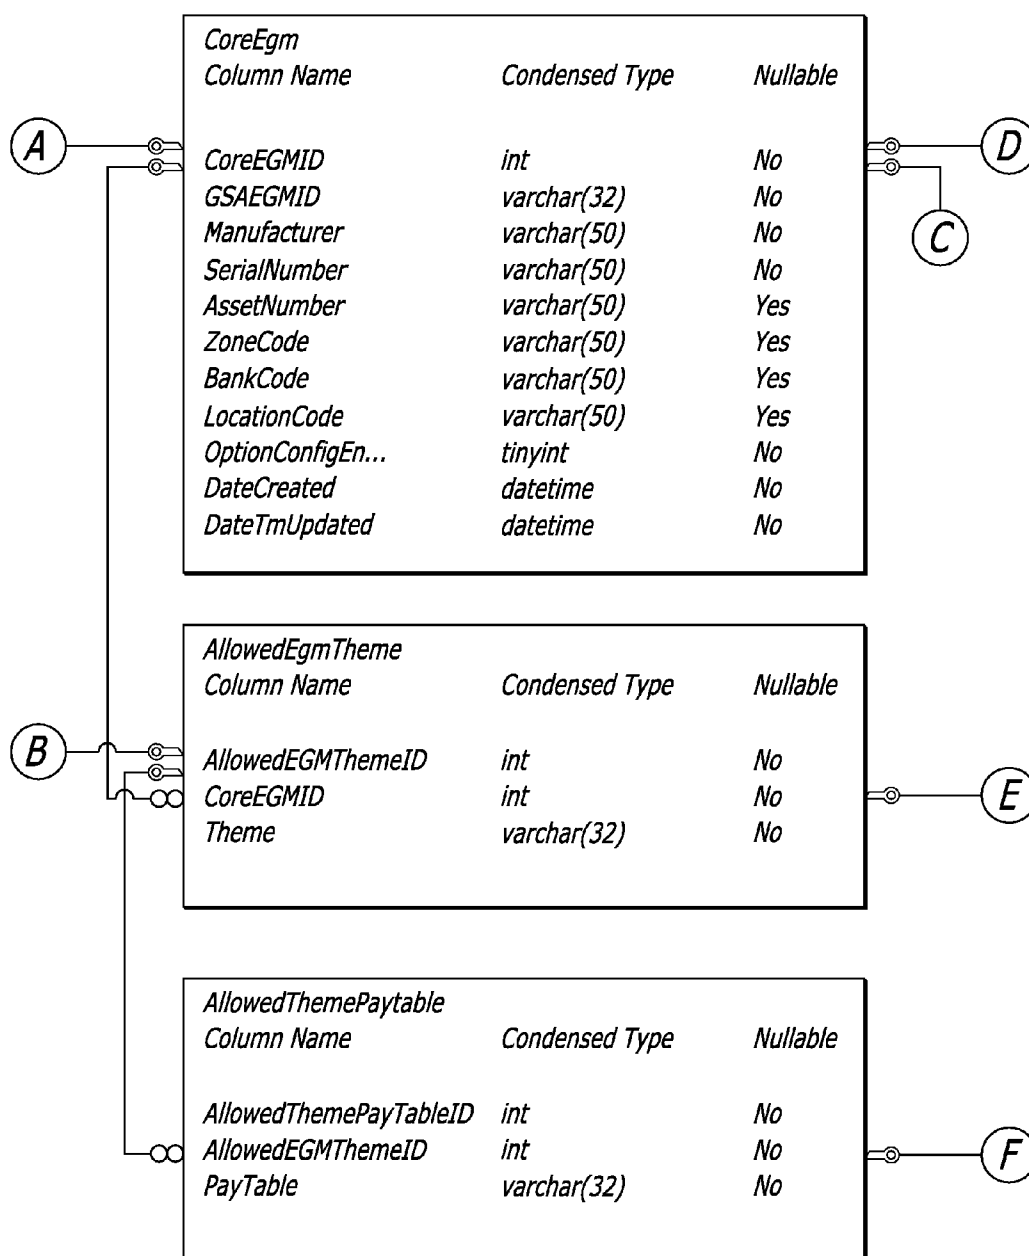 CoreEgm
Column Name Condensed Type Nullable
A D
CoreEGMID int No
GSAEGMID varchar(32) No
Manufacturer varchar(50) No
C
SerialNumber varchar(50) No
AssetNumber varchar(50) Yes
ZoneCode varchar(50) Yes
BankCode varchar(50) Yes
LocationCode varchar(50) Yes
OptionConfigEn... tinyint No
DateCreated datetime No
DateTmUpdated datetime No
AllowedEgmTheme
Column Name Condensed Type Nullable
B
AllowedEGMThemeID int No
CoreEGMID int No E
Theme varchar(32) No
AllowedThemePaytable
Column Name Condensed Type Nullable
AllowedThemePayTableID int No
AllowedEGMThemeID int No F
PayTable varchar(32) No